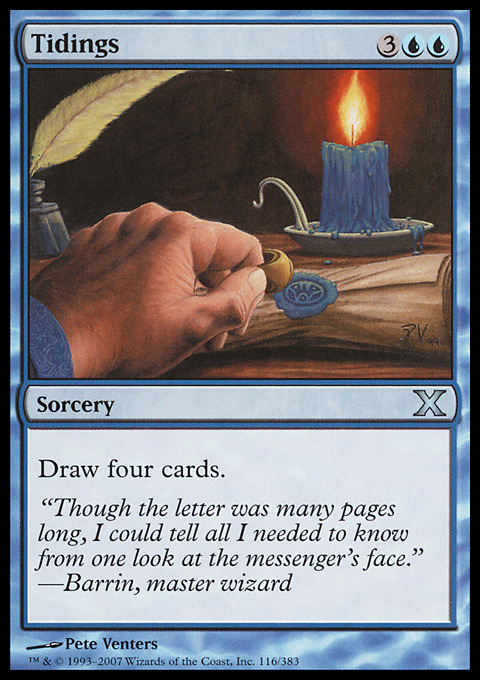 Tidings 3
PV99
Sorcery X
Draw four cards.
“Though the letter was many pages
long, I could tell all I needed to know
from one look at the messenger’s face.”
—Barrin, master wizard
Pete Venters
™ & © 1993–2007 Wizards of the Coast, Inc. 116/383